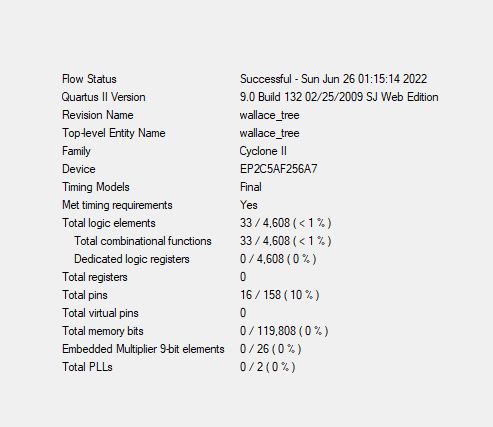 Flow Status Successful - Sun Jun 26 01:15:14 2022
Quartus II Version 9.0 Build 132 02/25/2009 SJ Web Edition
Revision Name wallace_tree
Top-level Entity Name wallace_tree
Family Cyclone II
Device EP2C5AF256A7
Timing Models Final
Met timing requirements Yes
Total logic elements 33 / 4,608 ( < 1 % )
Total combinational functions 33 / 4,608 ( < 1 % )
Dedicated logic registers 0 / 4,608 ( 0 % )
Total registers 0
Total pins 16 / 158 ( 10 % )
Total virtual pins 0
Total memory bits 0 / 119,808 ( 0 % )
Embedded Multiplier 9-bit elements 0 / 26 ( 0 % )
Total PLLs 0 / 2 ( 0 % )